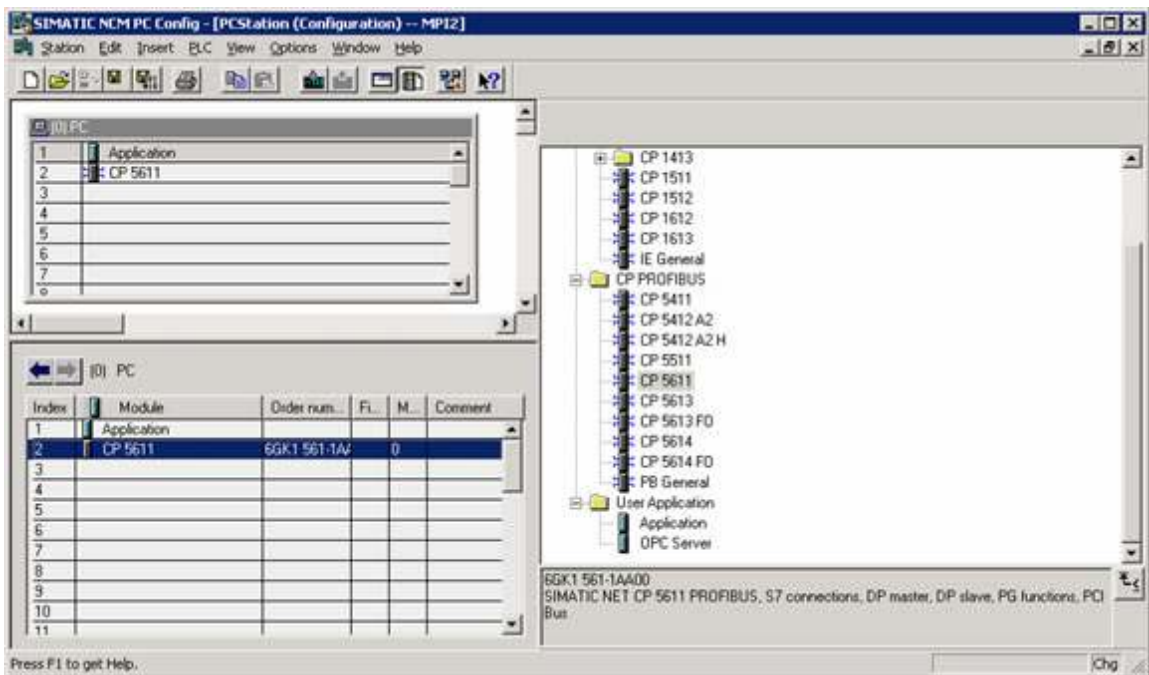 SIMATIC NCM PC Config - [PCStation (Configuration) -- MPI2]
Station Edit Insert PLC View Options Window Help
(0) PC
1 Application
2 CP 5611
3
4
5
6
7
(0) PC
Index Module Order num... Fi... M... Comment
1 Application
2 CP 5611 6GK1 561-1AA 0
3
4
5
6
7
8
9
10
11
CP 1413
CP 1511
CP 1512
CP 1612
CP 1613
IE General
CP PROFIBUS
CP 5411
CP 5412 A2
CP 5412 A2 H
CP 5511
CP 5611
CP 5613
CP 5613 FO
CP 5614
CP 5614 FO
PB General
User Application
Application
OPC Server
6GK1 561-1AA00
SIMATIC NET CP 5611 PROFIBUS, S7 connections, DP master, DP slave, PG functions, PCI
Bus
Press F1 to get Help.
Chg